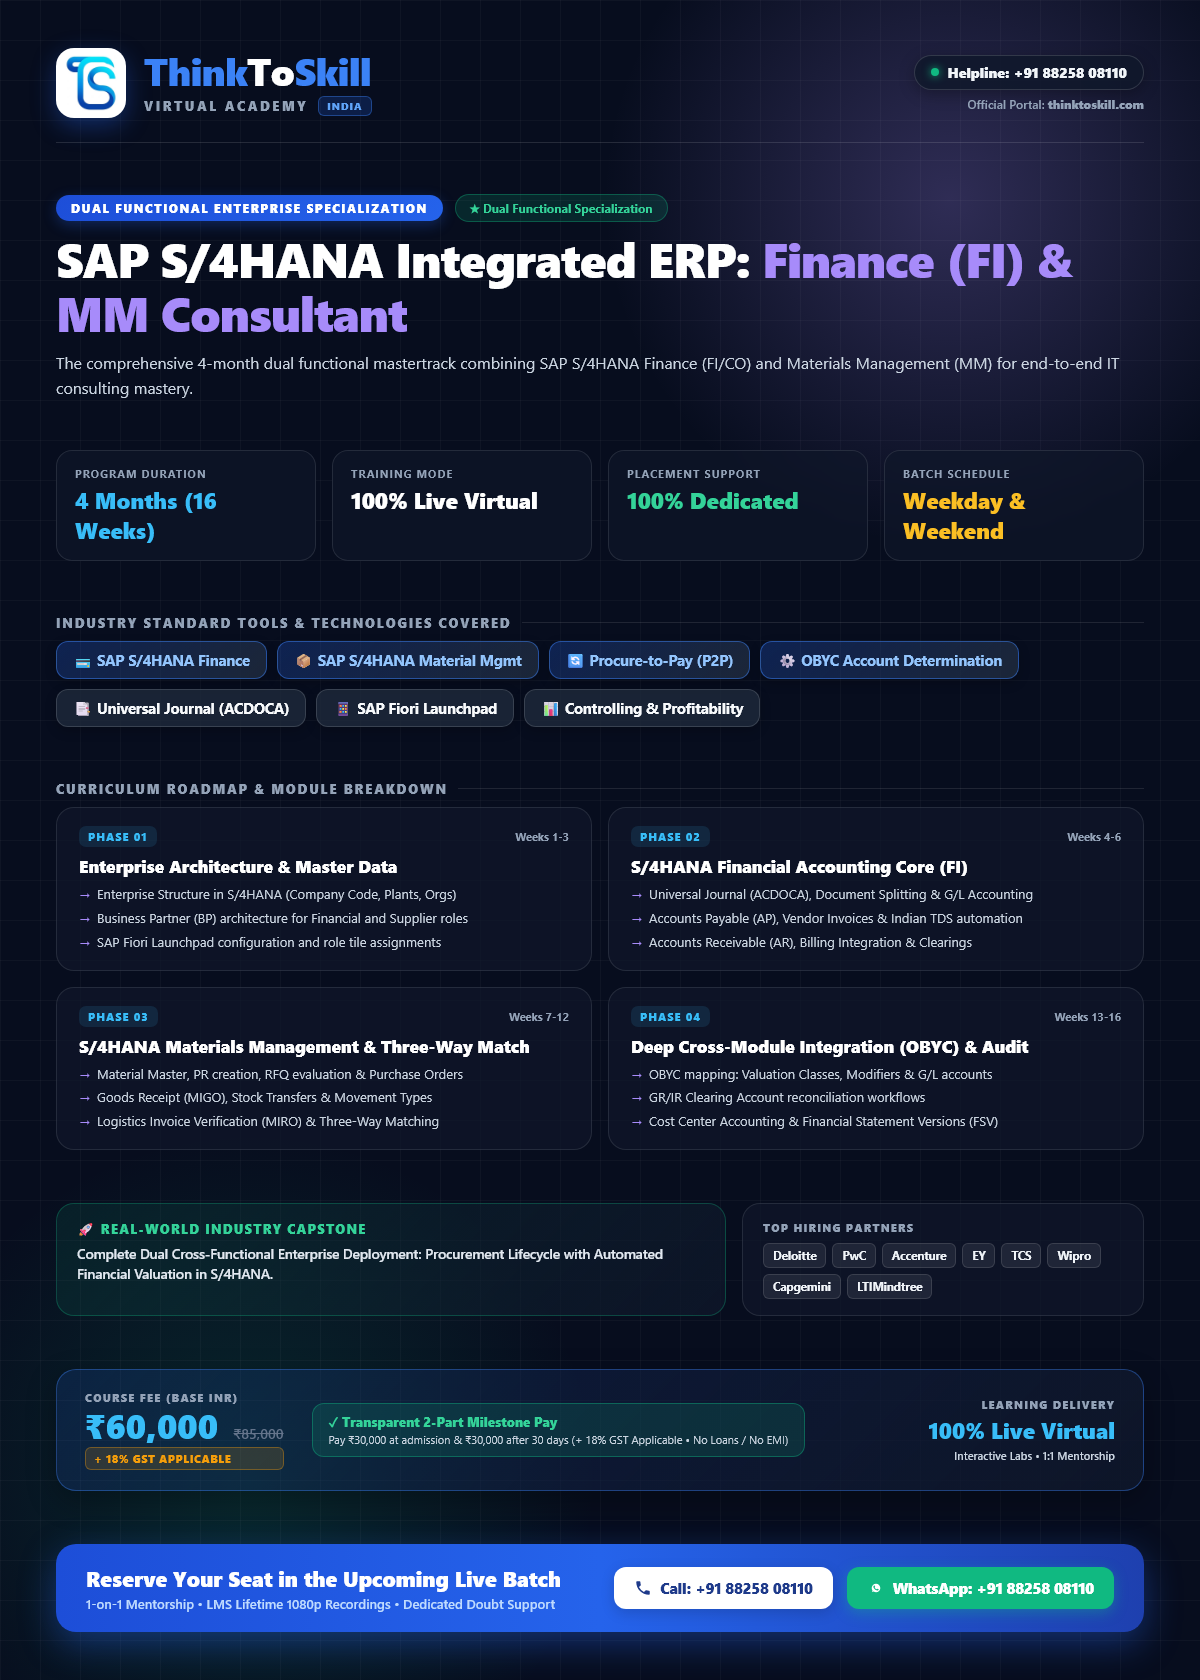 ThinkToSkill
VIRTUAL ACADEMY INDIA
Helpline: +91 88258 08110
Official Portal: thinktoskill.com
DUAL FUNCTIONAL ENTERPRISE SPECIALIZATION
★ Dual Functional Specialization
SAP S/4HANA Integrated ERP: Finance (FI) &
MM Consultant
The comprehensive 4-month dual functional mastertrack combining SAP S/4HANA Finance (FI/CO) and Materials Management (MM) for end-to-end IT
consulting mastery.
PROGRAM DURATION
4 Months (16
Weeks)
TRAINING MODE
100% Live Virtual
PLACEMENT SUPPORT
100% Dedicated
BATCH SCHEDULE
Weekday &
Weekend
INDUSTRY STANDARD TOOLS & TECHNOLOGIES COVERED
SAP S/4HANA Finance
SAP S/4HANA Material Mgmt
Procure-to-Pay (P2P)
OBYC Account Determination
Universal Journal (ACDOCA)
SAP Fiori Launchpad
Controlling & Profitability
CURRICULUM ROADMAP & MODULE BREAKDOWN
PHASE 01
Weeks 1-3
Enterprise Architecture & Master Data
→ Enterprise Structure in S/4HANA (Company Code, Plants, Orgs)
→ Business Partner (BP) architecture for Financial and Supplier roles
→ SAP Fiori Launchpad configuration and role tile assignments
PHASE 02
Weeks 4-6
S/4HANA Financial Accounting Core (FI)
→ Universal Journal (ACDOCA), Document Splitting & G/L Accounting
→ Accounts Payable (AP), Vendor Invoices & Indian TDS automation
→ Accounts Receivable (AR), Billing Integration & Clearings
PHASE 03
Weeks 7-12
S/4HANA Materials Management & Three-Way Match
→ Material Master, PR creation, RFQ evaluation & Purchase Orders
→ Goods Receipt (MIGO), Stock Transfers & Movement Types
→ Logistics Invoice Verification (MIRO) & Three-Way Matching
PHASE 04
Weeks 13-16
Deep Cross-Module Integration (OBYC) & Audit
→ OBYC mapping: Valuation Classes, Modifiers & G/L accounts
→ GR/IR Clearing Account reconciliation workflows
→ Cost Center Accounting & Financial Statement Versions (FSV)
REAL-WORLD INDUSTRY CAPSTONE
Complete Dual Cross-Functional Enterprise Deployment: Procurement Lifecycle with Automated
Financial Valuation in S/4HANA.
TOP HIRING PARTNERS
Deloitte PwC Accenture EY TCS Wipro
Capgemini LTIMindtree
COURSE FEE (BASE INR)
₹60,000 ₹85,000
+ 18% GST APPLICABLE
✓ Transparent 2-Part Milestone Pay
Pay ₹30,000 at admission & ₹30,000 after 30 days (+ 18% GST Applicable • No Loans / No EMI)
LEARNING DELIVERY
100% Live Virtual
Interactive Labs • 1:1 Mentorship
Reserve Your Seat in the Upcoming Live Batch
1-on-1 Mentorship • LMS Lifetime 1080p Recordings • Dedicated Doubt Support
Call: +91 88258 08110
WhatsApp: +91 88258 08110